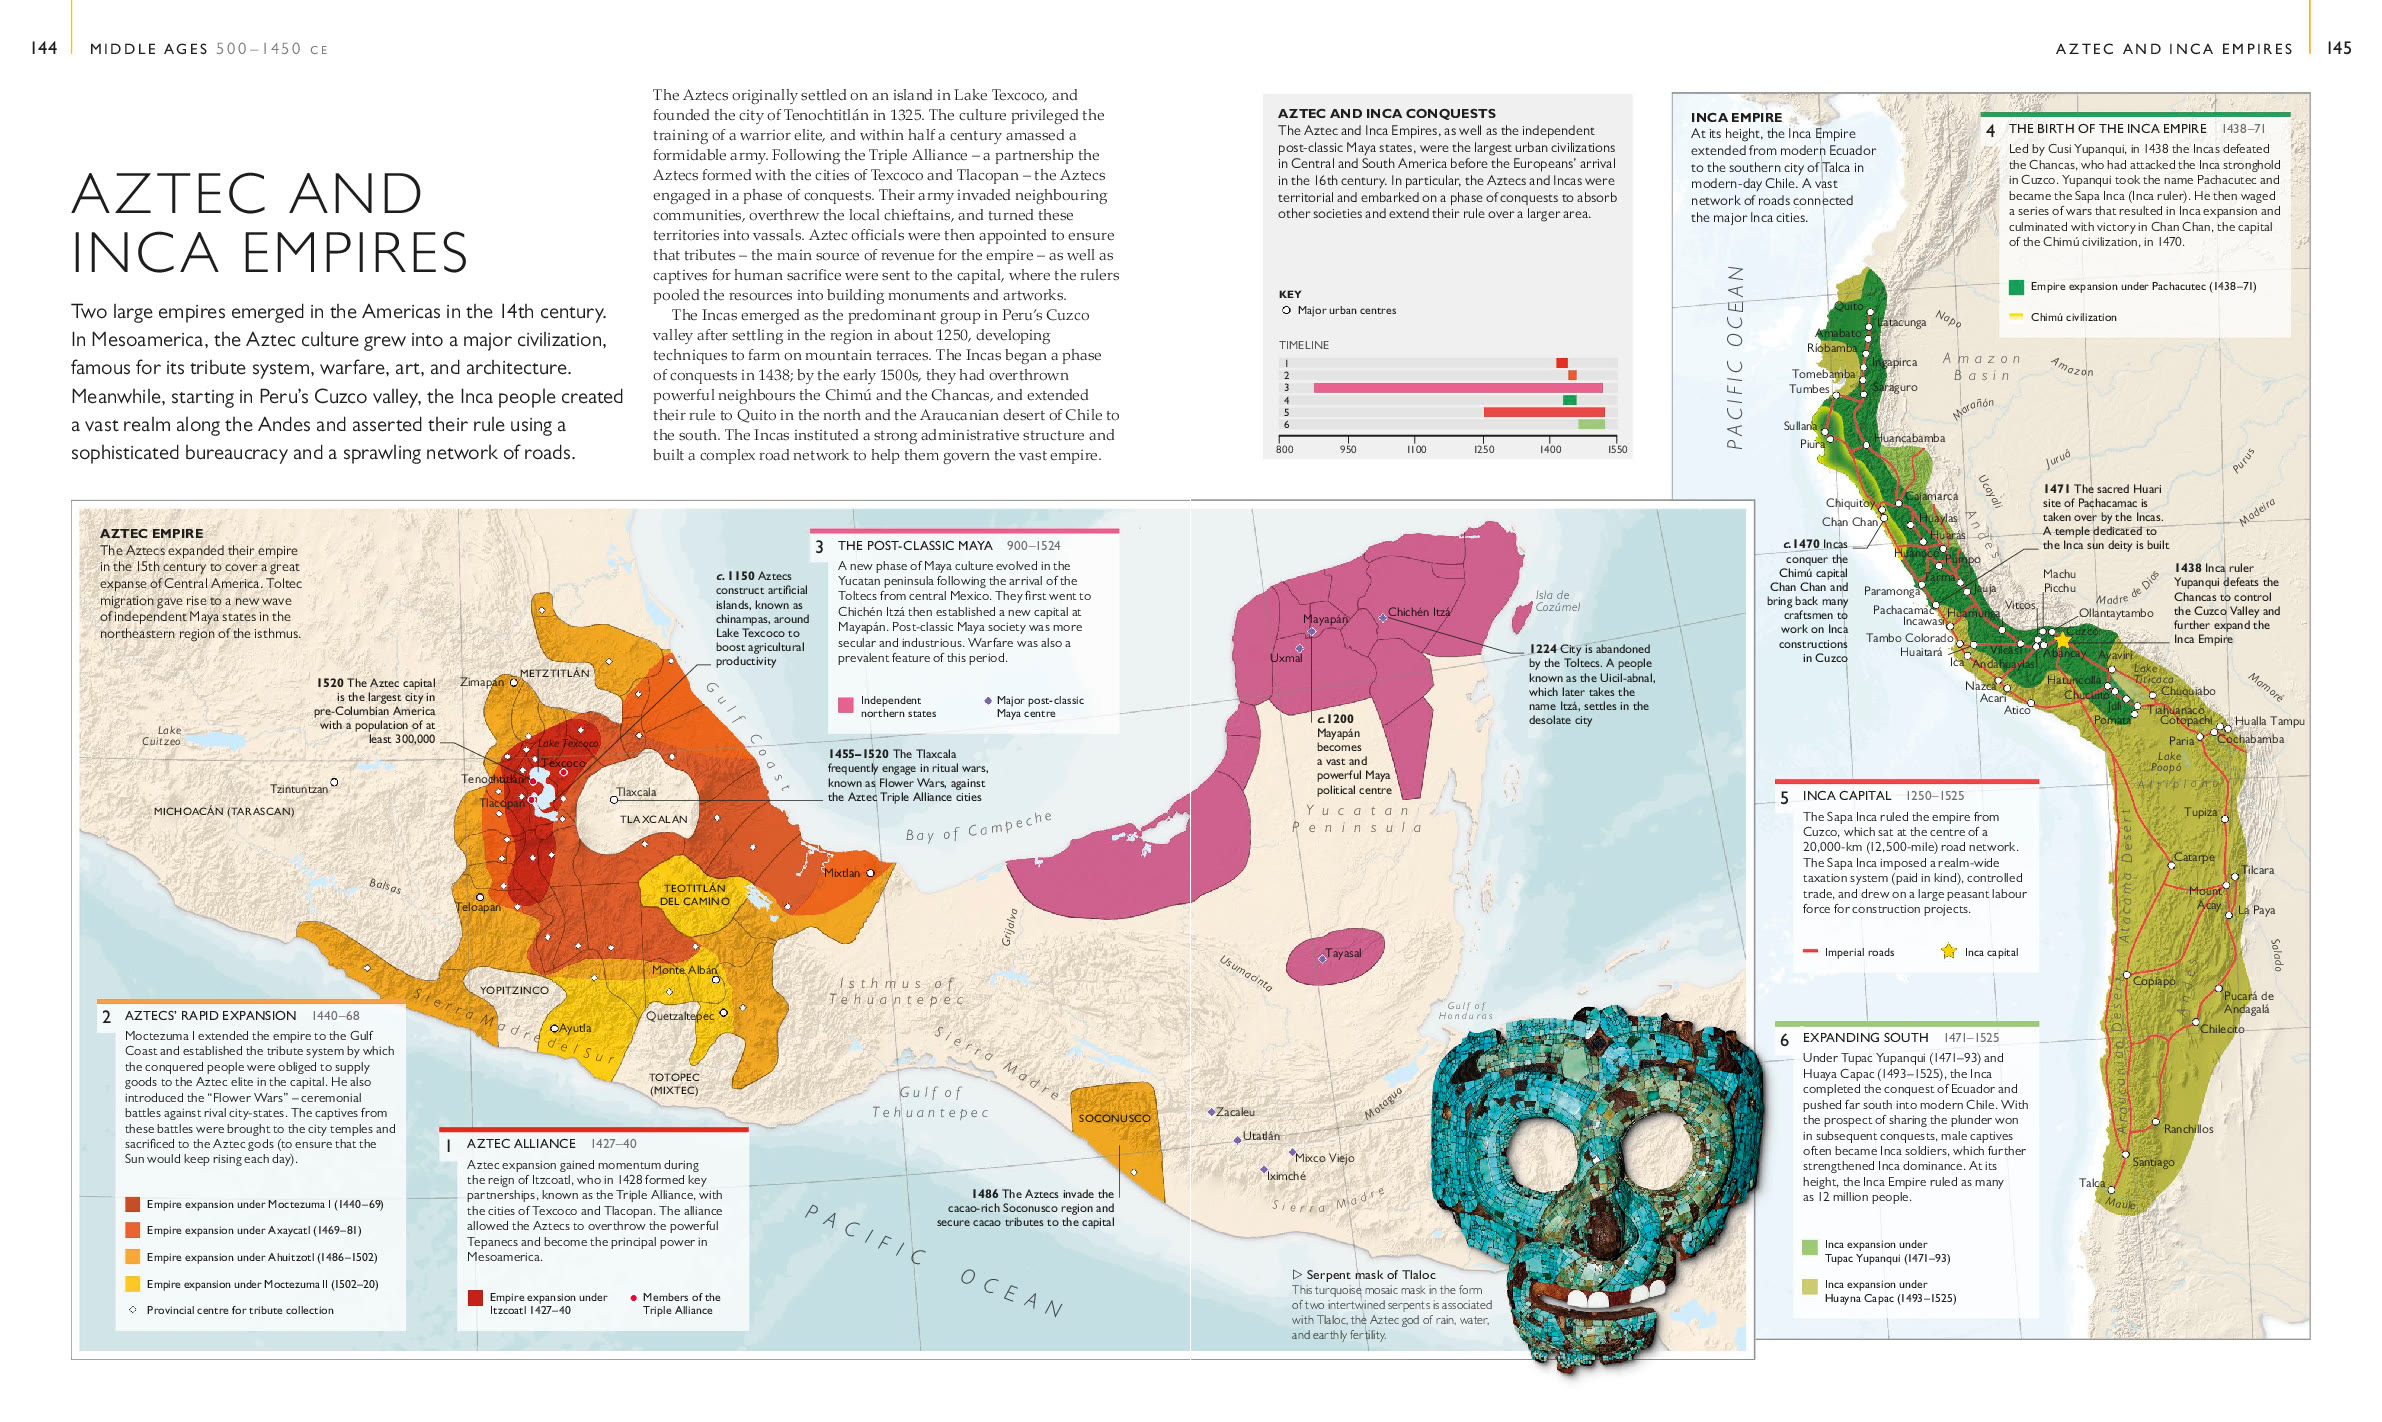 144
MIDDLE AGES 500–1450 CE
AZTEC AND INCA EMPIRES
145
AZTEC AND
INCA EMPIRES
Two large empires emerged in the Americas in the 14th century.
In Mesoamerica, the Aztec culture grew into a major civilization,
famous for its tribute system, warfare, art, and architecture.
Meanwhile, starting in Peru's Cuzco valley, the Inca people created
a vast realm along the Andes and asserted their rule using a
sophisticated bureaucracy and a sprawling network of roads.
The Aztecs originally settled on an island in Lake Texcoco, and
founded the city of Tenochtitlán in 1325. The culture privileged the
training of a warrior elite, and within half a century amassed a
formidable army. Following the Triple Alliance – a partnership the
Aztecs formed with the cities of Texcoco and Tlacopan – the Aztecs
engaged in a phase of conquests. Their army invaded neighbouring
communities, overthrew the local chieftains, and turned these
territories into vassals. Aztec officials were then appointed to ensure
that tributes – the main source of revenue for the empire – as well as
captives for human sacrifice were sent to the capital, where the rulers
pooled the resources into building monuments and artworks.
The Incas emerged as the predominant group in Peru's Cuzco
valley after settling in the region in about 1250, developing
techniques to farm on mountain terraces. The Incas began a phase
of conquests in 1438; by the early 1500s, they had overthrown
powerful neighbours the Chimú and the Chancas, and extended
their rule to Quito in the north and the Araucanian desert of Chile to
the south. The Incas instituted a strong administrative structure and
built a complex road network to help them govern the vast empire.
AZTEC AND INCA CONQUESTS
The Aztec and Inca Empires, as well as the independent
post-classic Maya states, were the largest urban civilizations
in Central and South America before the Europeans' arrival
in the 16th century. In particular, the Aztecs and Incas were
territorial and embarked on a phase of conquests to absorb
other societies and extend their rule over a larger area.
KEY
Major urban centres
TIMELINE
1
2
3
4
5
6
800 950 1100 1250 1400 1550
INCA EMPIRE
At its height, the Inca Empire
extended from modern Ecuador
to the southern city of Talca in
modern-day Chile. A vast
network of roads connected
the major Inca cities.
4 THE BIRTH OF THE INCA EMPIRE 1438–71
Led by Cusi Yupanqui, in 1438 the Incas defeated
the Chancas, who had attacked the Inca stronghold
in Cuzco. Yupanqui took the name Pachacutec and
became the Sapa Inca (Inca ruler). He then waged
a series of wars that resulted in Inca expansion and
culminated with victory in Chan Chan, the capital
of the Chimú civilization, in 1470.
Empire expansion under Pachacutec (1438–71)
Chimú civilization
PACIFIC OCEAN
Quito
Latacunga
Amabato
Ríobamba
Ingapirca
Tomebamba
Tumbes
Saraguro
Sullana
Piura
Huancabamba
Napo
Amazon
Basin
Amazon
Marañón
Juruá
Purus
Ucayali
Madeira
Andes
Cajamarca
Chiquitoy
Chan Chan
Huaylas
Huarás
Huánoco
Pumpo
Tarma
Paramonga
Jauja
Pachacamac
Huamanga
Incawasi
Vitcos
Tambo Colorado
Huaitará
Vilcas
Ica
Andahuaylas
Abancay
Cuzco
Machu
Picchu
Ollantaytambo
Madre de Dios
Ayaviri
Nazca
Acari
Atico
Hatuncolla
Chucuito
Lake
Titicaca
Chuquiabo
Juli
Pomata
Tiahuanaco
Cotopachi
Hualla Tampu
Paria
Cochabamba
Mamoré
Lake
Poopó
Altiplano
Tupiza
Catarpe
Tilcara
Mount
Acay
La Paya
Atacama Desert
Salado
Copiapo
Pucará de
Andagalá
Andes
Chilecito
Araucanian Desert
Ranchillos
Santiago
Talca
Maule
c.1470 Incas
conquer the
Chimú capital
Chan Chan and
bring back many
craftsmen to
work on Inca
constructions
in Cuzco
1471 The sacred Huari
site of Pachacamac is
taken over by the Incas.
A temple dedicated to
the Inca sun deity is built
1438 Inca ruler
Yupanqui defeats the
Chancas to control
the Cuzco Valley and
further expand the
Inca Empire
5 INCA CAPITAL 1250–1525
The Sapa Inca ruled the empire from
Cuzco, which sat at the centre of a
20,000-km (12,500-mile) road network.
The Sapa Inca imposed a realm-wide
taxation system (paid in kind), controlled
trade, and drew on a large peasant labour
force for construction projects.
Imperial roads
Inca capital
6 EXPANDING SOUTH 1471–1525
Under Tupac Yupanqui (1471–93) and
Huaya Capac (1493–1525), the Inca
completed the conquest of Ecuador and
pushed far south into modern Chile. With
the prospect of sharing the plunder won
in subsequent conquests, male captives
often became Inca soldiers, which further
strengthened Inca dominance. At its
height, the Inca Empire ruled as many
as 12 million people.
Inca expansion under
Tupac Yupanqui (1471–93)
Inca expansion under
Huayna Capac (1493–1525)
AZTEC EMPIRE
The Aztecs expanded their empire
in the 15th century to cover a great
expanse of Central America. Toltec
migration gave rise to a new wave
of independent Maya states in the
northeastern region of the isthmus.
1520 The Aztec capital
is the largest city in
pre-Columbian America
with a population of at
least 300,000
c. 1150 Aztecs
construct artificial
islands, known as
chinampas, around
Lake Texcoco to
boost agricultural
productivity
3 THE POST-CLASSIC MAYA 900–1524
A new phase of Maya culture evolved in the
Yucatan peninsula following the arrival of the
Toltecs from central Mexico. They first went to
Chichén Itzá then established a new capital at
Mayapán. Post-classic Maya society was more
secular and industrious. Warfare was also a
prevalent feature of this period.
Independent
northern states
Major post-classic
Maya centre
1455–1520 The Tlaxcala
frequently engage in ritual wars,
known as Flower Wars, against
the Aztec Triple Alliance cities
Lake
Cuitzeo
Tzintuntzan
MICHOACÁN (TARASCAN)
Balsas
Zimapan
METZTITLÁN
Lake Texcoco
Texcoco
Tenochtitlán
Tlacopan
Tlaxcala
TLAXCALAN
Teloapan
TEOTITLÁN
DEL CAMINO
Mixtlan
Gulf Coast
Bay of Campeche
YOPITZINCO
Monte Albán
Quetzaltepec
Ayutla
Sierra Madre del Sur
TOTOPEC
(MIXTEC)
Isthmus of
Tehuantepec
Gulf of
Tehuantepec
Sierra Madre
Grijalva
SOCONUSCO
PACIFIC OCEAN
Mayapán
Chichén Itzá
Uxmal
Isla de
Cozúmel
1224 City is abandoned
by the Toltecs. A people
known as the Uicil-abnal,
which later takes the
name Itzá, settles in the
desolate city
c.1200
Mayapán
becomes
a vast and
powerful Maya
political centre
Yucatan
Peninsula
Tayasal
Usumacinta
Gulf of
Honduras
Motagua
Zacaleu
Utatlán
Mixco Viejo
Iximché
Sierra Madre
1486 The Aztecs invade the
cacao-rich Soconusco region and
secure cacao tributes to the capital
2 AZTECS' RAPID EXPANSION 1440–68
Moctezuma I extended the empire to the Gulf
Coast and established the tribute system by which
the conquered people were obliged to supply
goods to the Aztec elite in the capital. He also
introduced the “Flower Wars” – ceremonial
battles against rival city-states. The captives from
these battles were brought to the city temples and
sacrificed to the Aztec gods (to ensure that the
Sun would keep rising each day).
Empire expansion under Moctezuma I (1440–69)
Empire expansion under Axaycatl (1469–81)
Empire expansion under Ahuitzotl (1486–1502)
Empire expansion under Moctezuma II (1502–20)
Provincial centre for tribute collection
1 AZTEC ALLIANCE 1427–40
Aztec expansion gained momentum during
the reign of Itzcoatl, who in 1428 formed key
partnerships, known as the Triple Alliance, with
the cities of Texcoco and Tlacopan. The alliance
allowed the Aztecs to overthrow the powerful
Tepanecs and become the principal power in
Mesoamerica.
Empire expansion under
Itzcoatl 1427–40
Members of the
Triple Alliance
▷ Serpent mask of Tlaloc
This turquoise mosaic mask in the form
of two intertwined serpents is associated
with Tlaloc, the Aztec god of rain, water,
and earthly fertility.